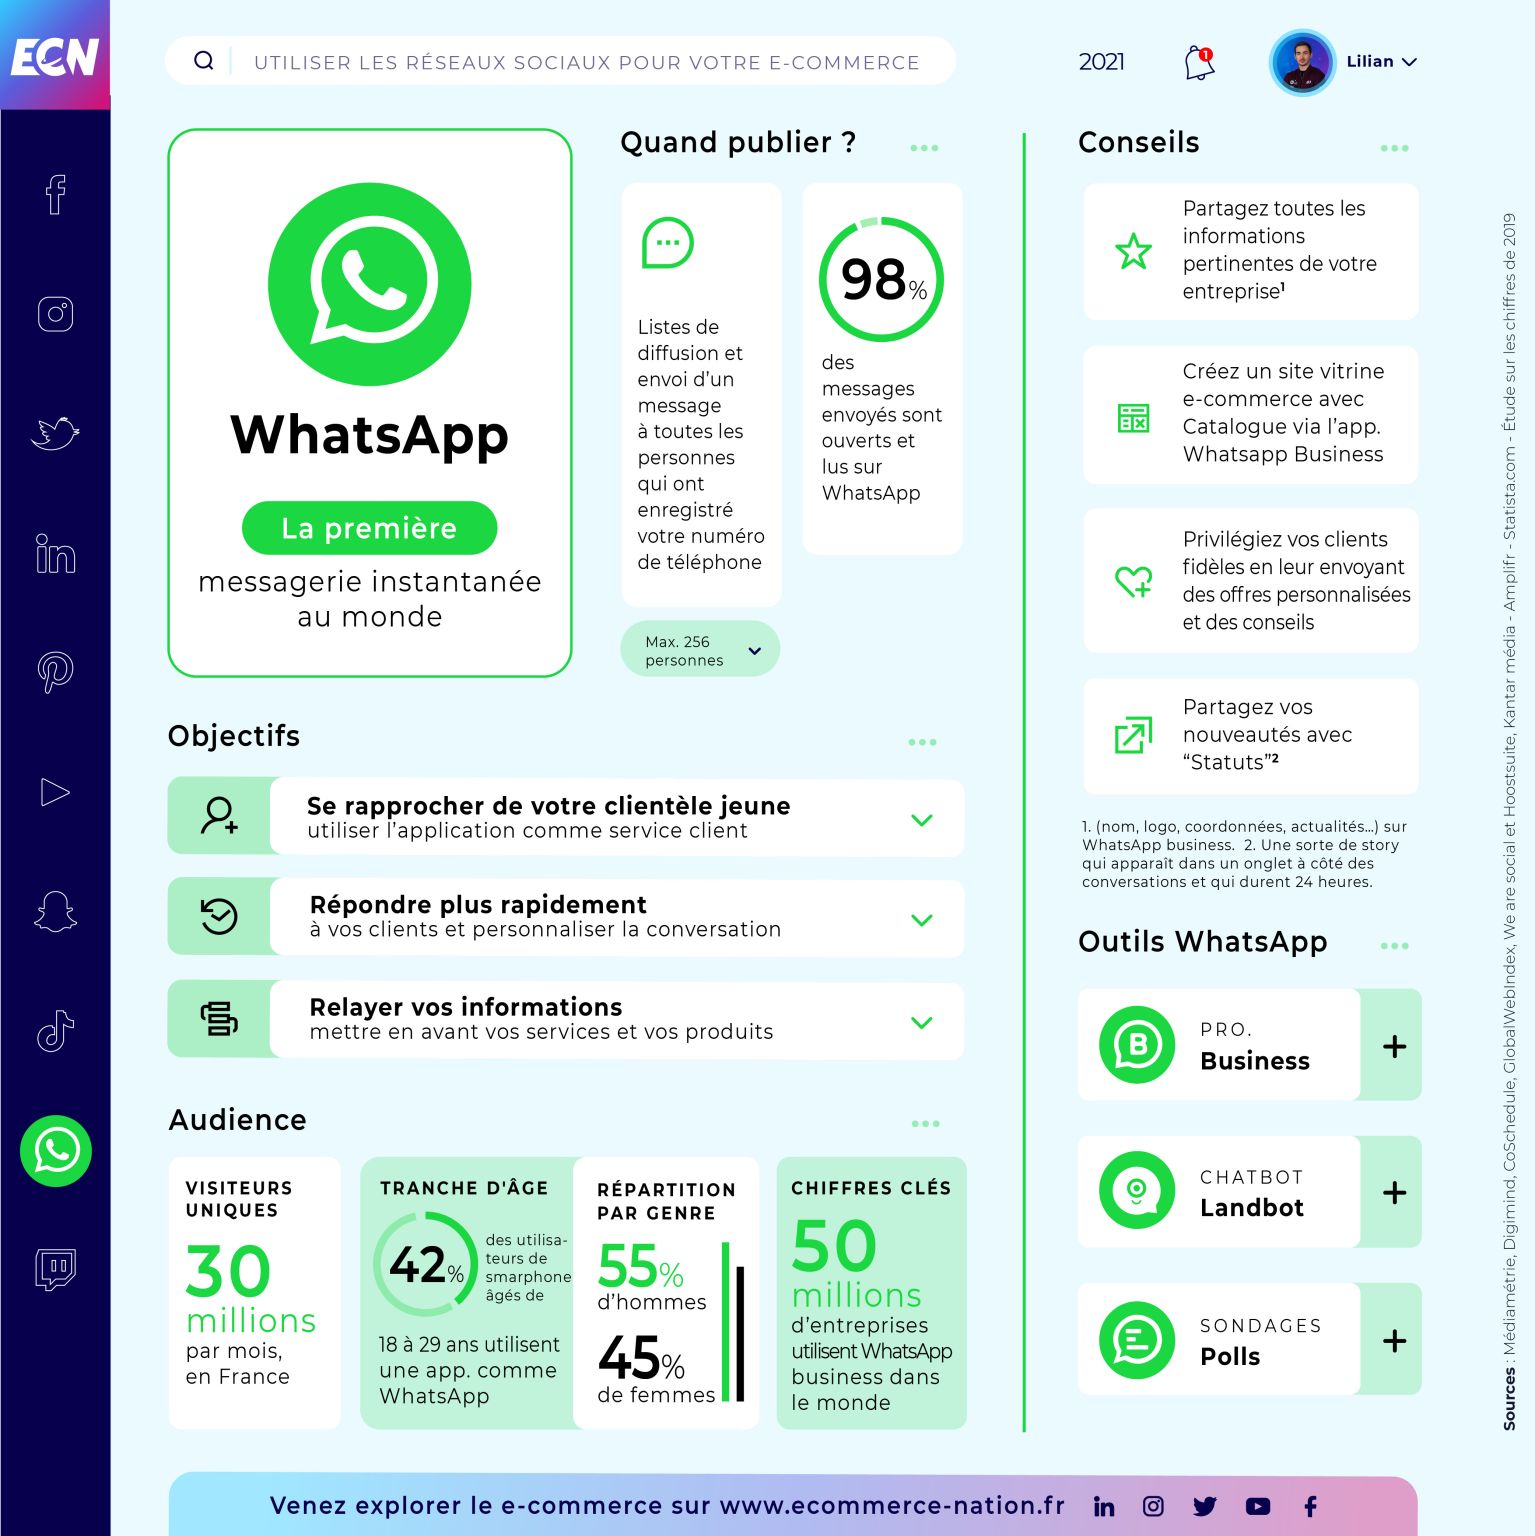 ECN
UTILISER LES RÉSEAUX SOCIAUX POUR VOTRE E-COMMERCE
2021
1
Lilian
WhatsApp
La première
messagerie instantanée
au monde
Quand publier ?
Listes de
diffusion et
envoi d'un
message
à toutes les
personnes
qui ont
enregistré
votre numéro
de téléphone
Max. 256
personnes
98%
des
messages
envoyés sont
ouverts et
lus sur
WhatsApp
Objectifs
Se rapprocher de votre clientèle jeune
utiliser l'application comme service client
Répondre plus rapidement
à vos clients et personnaliser la conversation
Relayer vos informations
mettre en avant vos services et vos produits
Audience
VISITEURS
UNIQUES
30
millions
par mois,
en France
TRANCHE D'ÂGE
42%
des utilisa-
teurs de
smarphone
âgés de
18 à 29 ans utilisent
une app. comme
WhatsApp
RÉPARTITION
PAR GENRE
55%
d'hommes
45%
de femmes
CHIFFRES CLÉS
50
millions
d'entreprises
utilisent WhatsApp
business dans
le monde
Conseils
Partagez toutes les
informations
pertinentes de votre
entreprise¹
Créez un site vitrine
e-commerce avec
Catalogue via l'app.
Whatsapp Business
Privilégiez vos clients
fidèles en leur envoyant
des offres personnalisées
et des conseils
Partagez vos
nouveautés avec
“Statuts”²
1. (nom, logo, coordonnées, actualités...) sur
WhatsApp business. 2. Une sorte de story
qui apparaît dans un onglet à côté des
conversations et qui durent 24 heures.
Outils WhatsApp
B
PRO.
Business
CHATBOT
Landbot
SONDAGES
Polls
Sources : Médiamétrie, Digimind, CoSchedule, GlobalWebIndex, We are social et Hoostsuite, Kantar média - Amplifr - Statista.com - Étude sur les chiffres de 2019
Venez explorer le e-commerce sur www.ecommerce-nation.fr